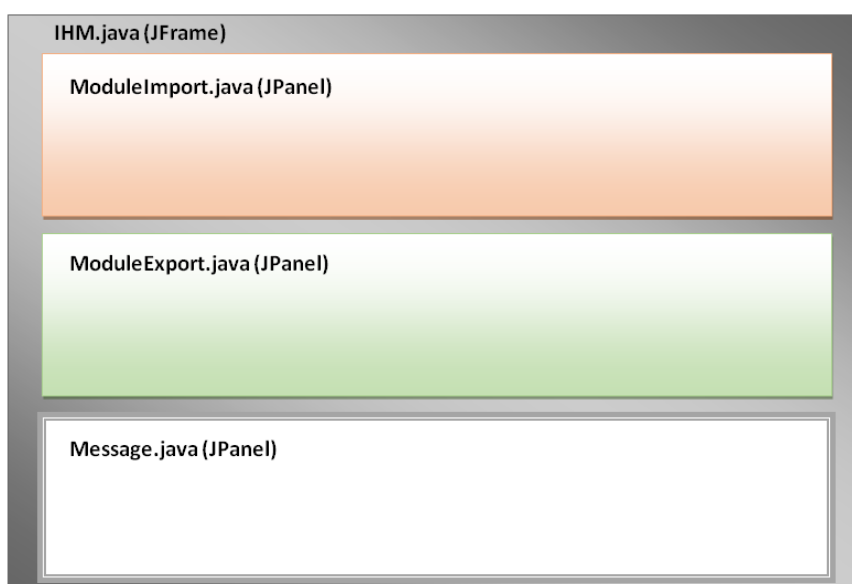 IHM.java (JFrame)
ModuleImport.java (JPanel)
ModuleExport.java (JPanel)
Message.java (JPanel)